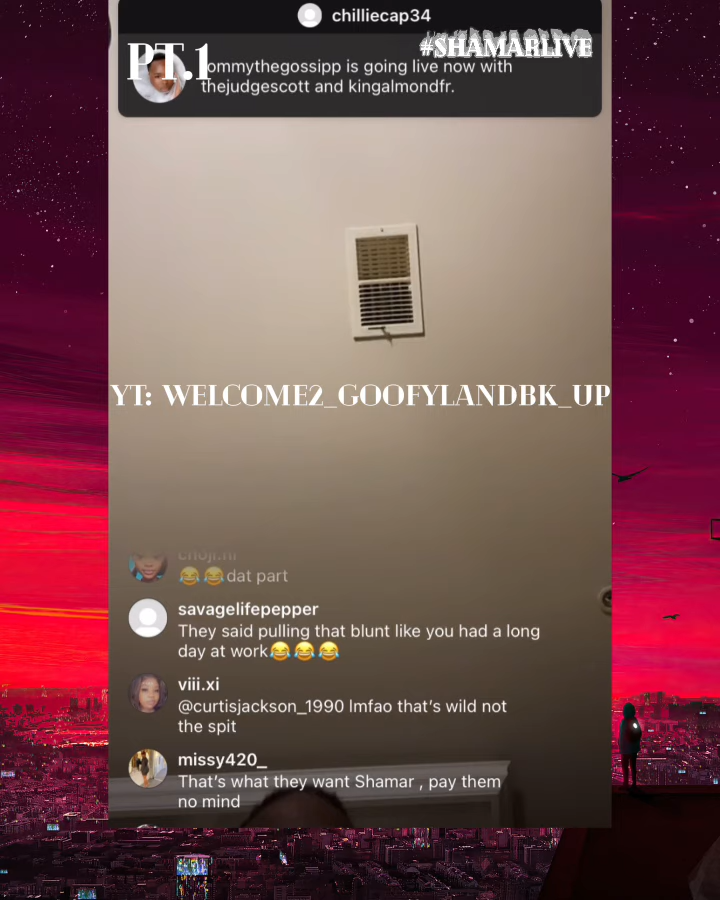 chilliecap34
PT.1
#SHAMARLIVE
ommythegossipp is going live now with
thejudgescott and kingalmondfr.
YT: WELCOME2_GOOFYLANDBK_UP
choji.hi
😂😂dat part
savagelifepepper
They said pulling that blunt like you had a long
day at work😂😂😂
viii.xi
@curtisjackson_1990 lmfao that's wild not
the spit
missy420_
That's what they want Shamar , pay them
no mind